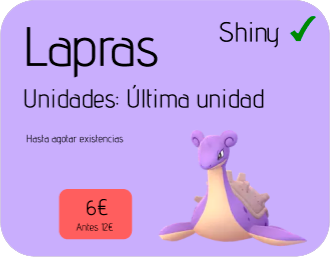 Lapras
Shiny
Unidades: Última unidad
Hasta agotar existencias
6€
Antes 12€